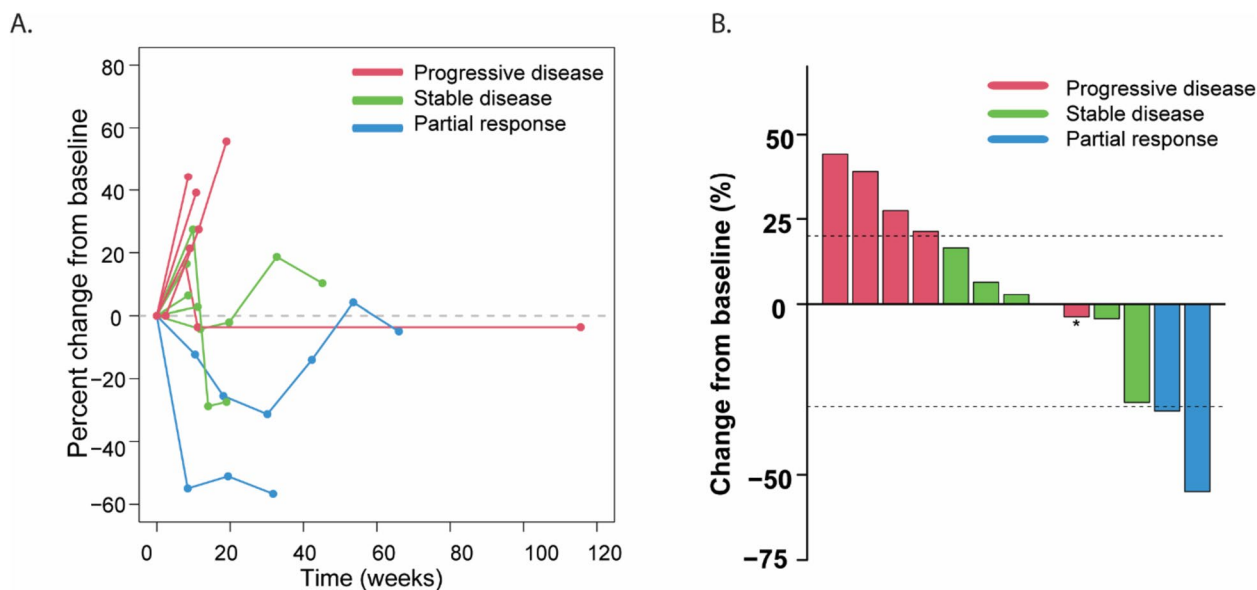 A.
Percent change from baseline
80
60
40
20
0
−20
−40
−60
Progressive disease
Stable disease
Partial response
0 20 40 60 80 100 120
Time (weeks)
B.
Change from baseline (%)
50
25
0
−50
−75
Progressive disease
Stable disease
Partial response
*